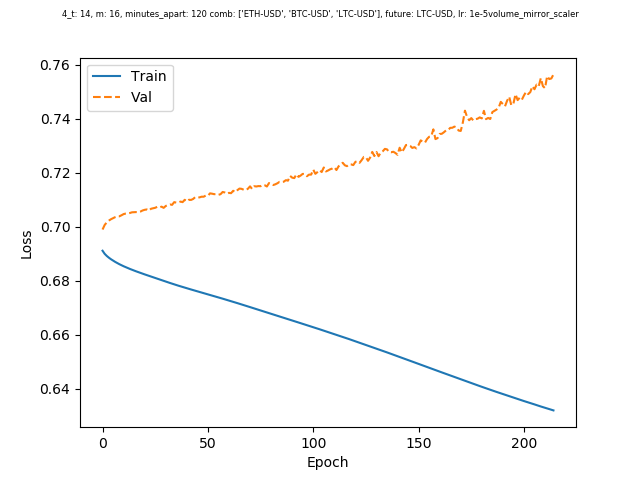 4_t: 14, m: 16, minutes_apart: 120 comb: ['ETH-USD', 'BTC-USD', 'LTC-USD'], future: LTC-USD, lr: 1e-5volume_mirror_scaler
Train
Val
0.76
0.74
0.72
0.70
0.68
0.66
0.64
Loss
0
50
100
150
200
Epoch